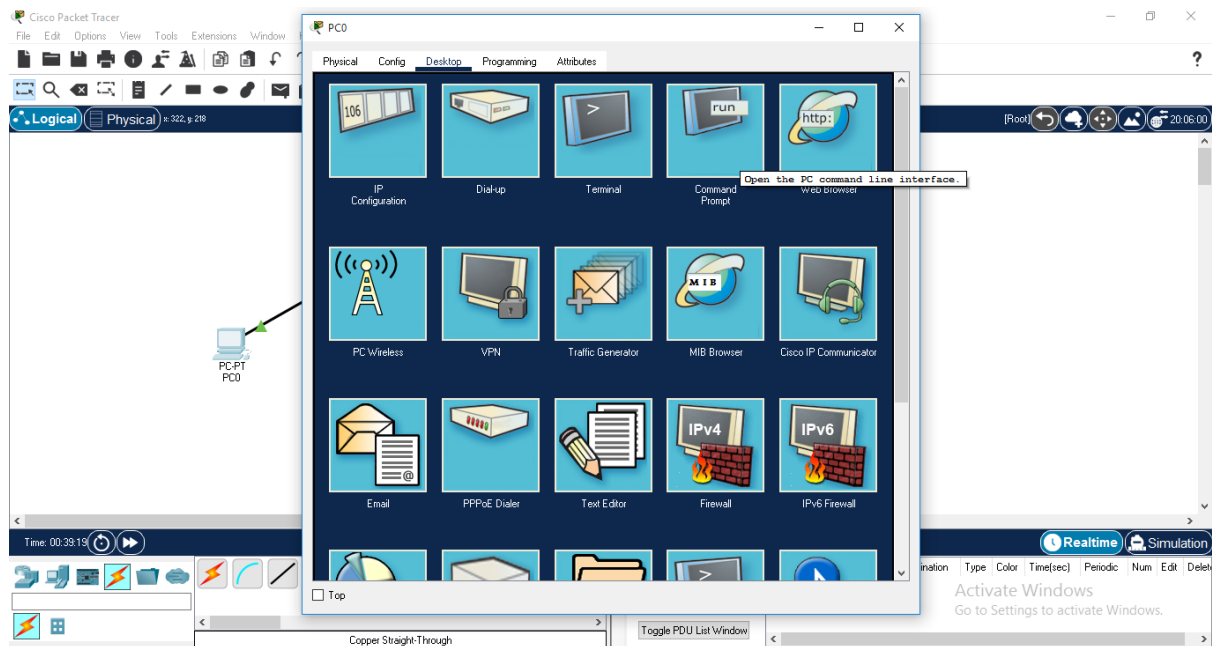 Cisco Packet Tracer
File Edit Options View Tools Extensions Window
?
Logical Physical x: 322, y: 218
[Root] 20:06:00
PC-PT
PC0
Time: 00:39:19
Realtime Simulation
Copper Straight-Through
Toggle PDU List Window
Type Color Time(sec) Periodic Num Edit
Activate Windows
Go to Settings to activate Windows.
PC0
Physical Config Desktop Programming Attributes
106
>
run
http:
IP
Configuration
Dial-up
Terminal
Command
Prompt
Web Browser
Open the PC command line interface.
MIB
PC Wireless
VPN
Traffic Generator
MIB Browser
Cisco IP Communicator
@
IPv4
IPv6
Email
PPPoE Dialer
Text Editor
Firewall
IPv6 Firewall
>
Top